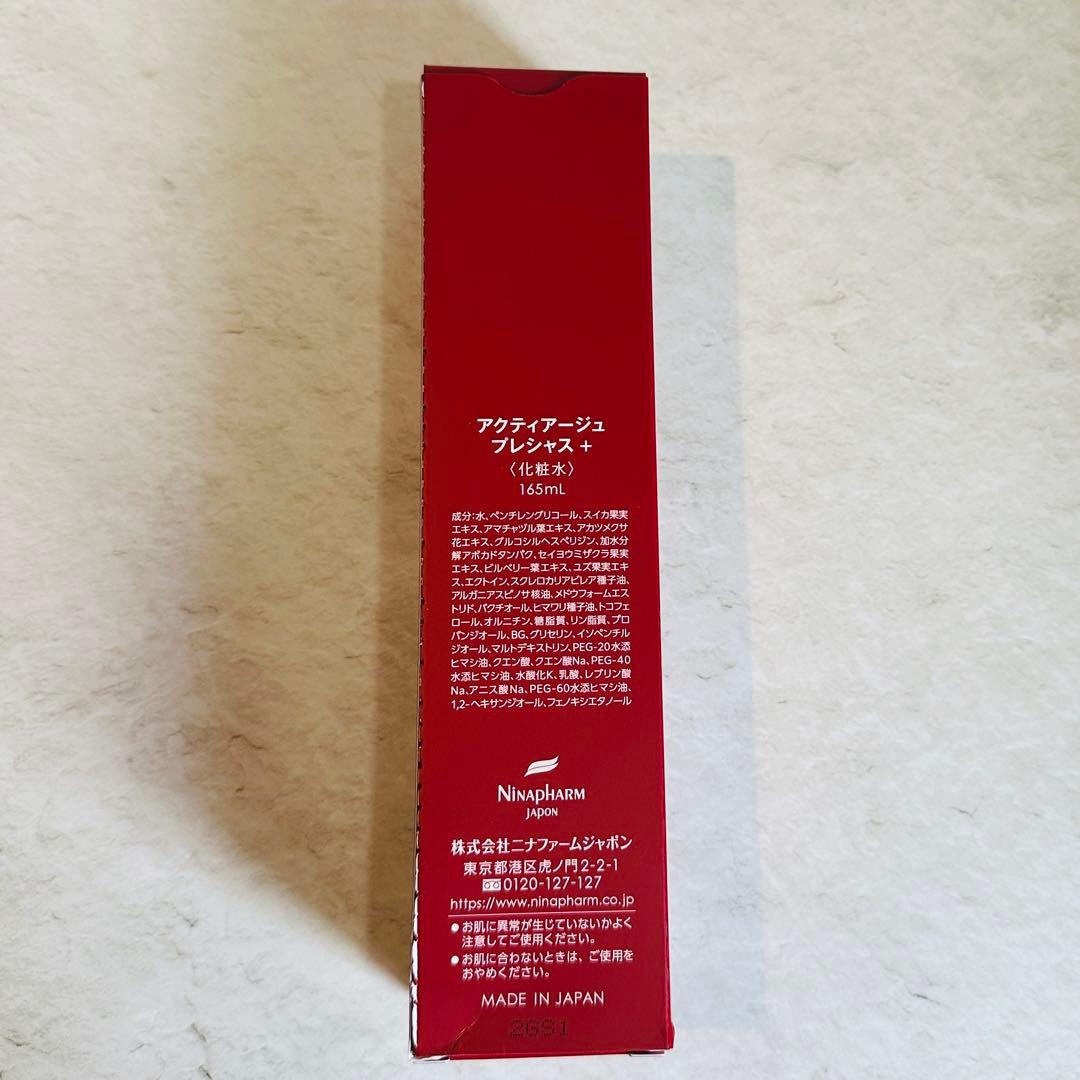 アクティアージュ
プレシャス +
〈化粧水〉
165mL
成分：水、ペンチレングリコール、スイカ果実
エキス、アマチャヅル葉エキス、アカツメクサ
花エキス、グルコシルヘスペリジン、加水分
解アボカドタンパク、セイヨウミザクラ果実
エキス、ビルベリー葉エキス、ユズ果実エキ
ス、エクトイン、スクレロカリアビレア種子油、
アルガニアスピノサ核油、メドウフォームエス
トリド、バクチオール、ヒマワリ種子油、トコフェ
ロール、オルニチン、糖脂質、リン脂質、プロ
パンジオール、BG、グリセリン、イソペンチル
ジオール、マルトデキストリン、PEG-20水添
ヒマシ油、クエン酸、クエン酸Na、PEG-40
水添ヒマシ油、水酸化K、乳酸、レブリン酸
Na、アニス酸Na、PEG-60水添ヒマシ油、
1,2-ヘキサンジオール、フェノキシエタノール
NINAPHARM
JAPON
株式会社ニナファームジャポン
東京都港区虎ノ門2-2-1
0120-127-127
https://www.ninapharm.co.jp
●お肌に異常が生じていないかよく
注意してご使用ください。
●お肌に合わないときは、ご使用を
おやめください。
MADE IN JAPAN
2GS1